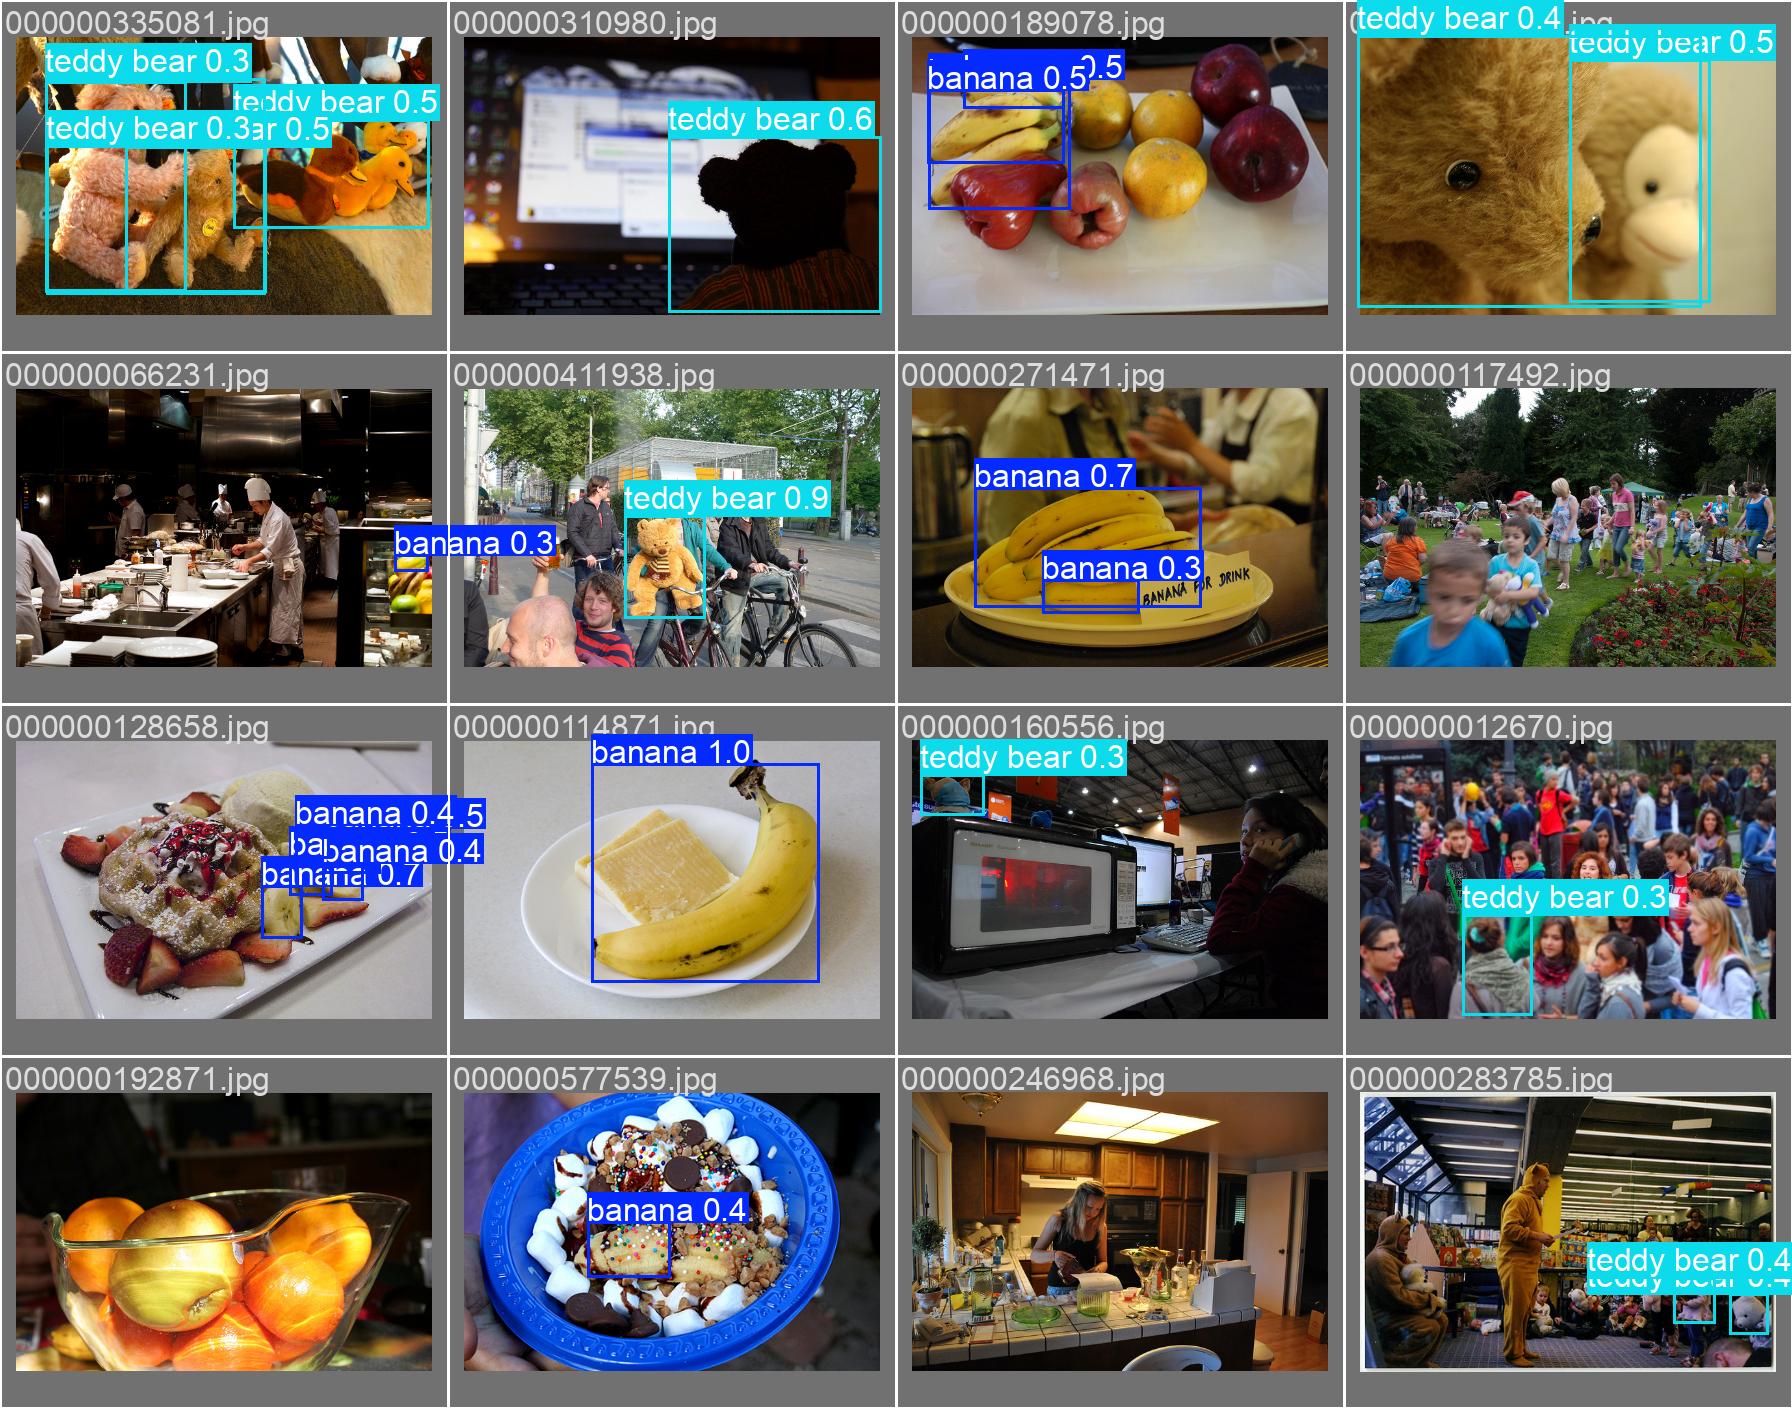 000000335081.jpg
teddy bear 0.3
teddy bear 0.5
teddy bear 0.3
ar 0.5
000000310980.jpg
teddy bear 0.6
000000189078.jpg
0.5
banana 0.5
jpg
teddy bear 0.4
teddy bear 0.5
000000066231.jpg
banana 0.3
000000411938.jpg
teddy bear 0.9
000000271471.jpg
banana 0.7
banana 0.3
BANANA FOR DRINK
000000117492.jpg
000000128658.jpg
banana 0.4
.5
ba
banana 0.4
banana 0.7
000000114871.jpg
banana 1.0
000000160556.jpg
teddy bear 0.3
000000012670.jpg
teddy bear 0.3
000000192871.jpg
000000577539.jpg
banana 0.4
000000246968.jpg
000000283785.jpg
teddy bear 0.4
teddy bear 0.4